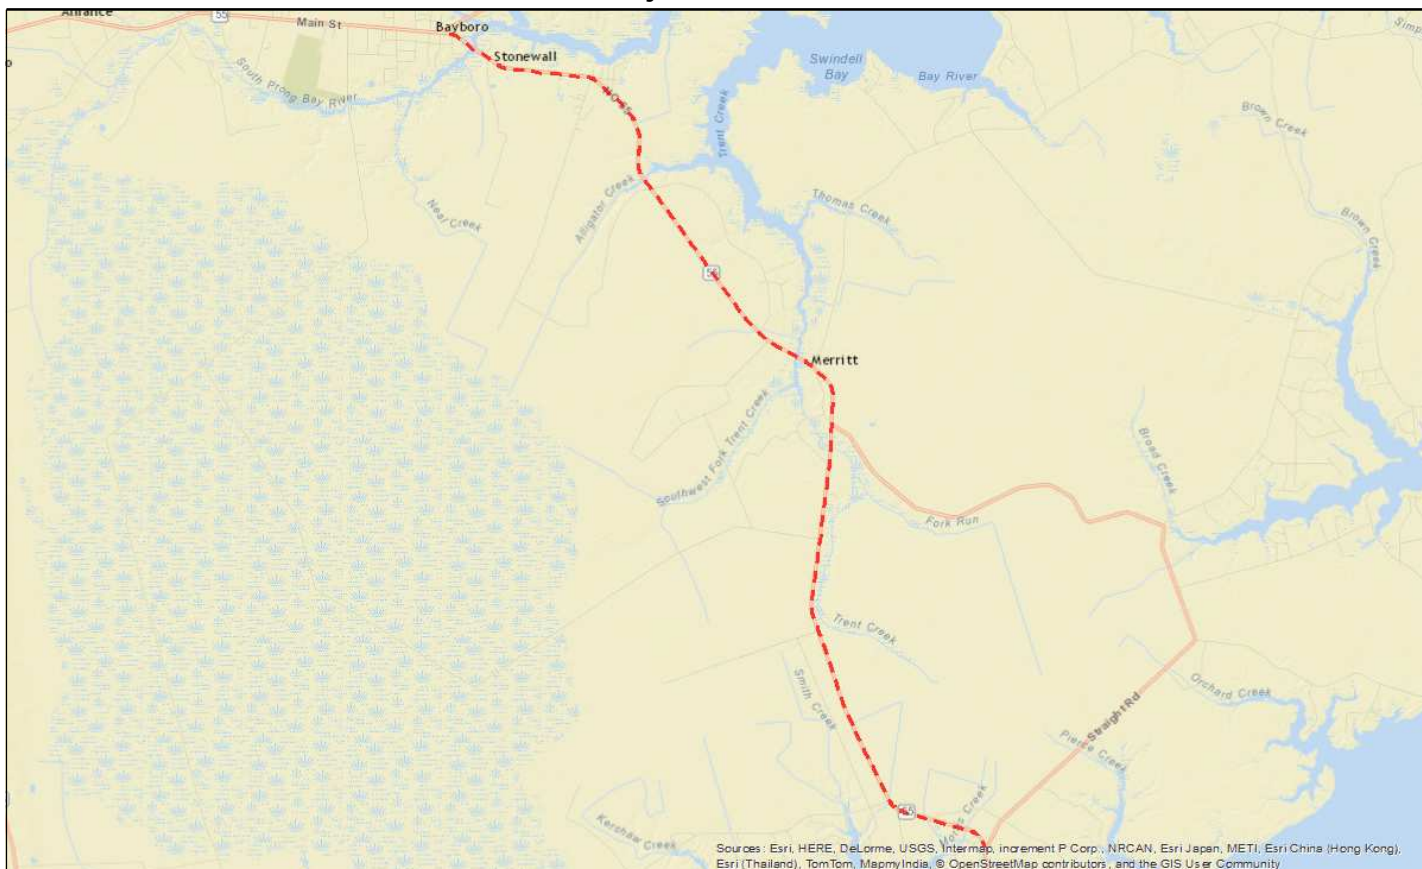 Alliance
55
Main St
Bayboro
Stonewall
South Prong Bay River
NC-55
Swindell
Bay
Bay River
Trent Creek
Brown Creek
Near Creek
Alligator Creek
Thomas Creek
Brown Creek
55
Merritt
Southwest Fork Trent Creek
Broad Creek
Fork Run
Trent Creek
Smith Creek
Orchard Creek
Straight Rd
Pierce Creek
55
Kershaw Creek
Sources: Esri, HERE, DeLorme, USGS, Intermap, increment P Corp., NRCAN, Esri Japan, METI, Esri China (Hong Kong),
Esri (Thailand), TomTom, MapmyIndia, © OpenStreetMap contributors, and the GIS User Community